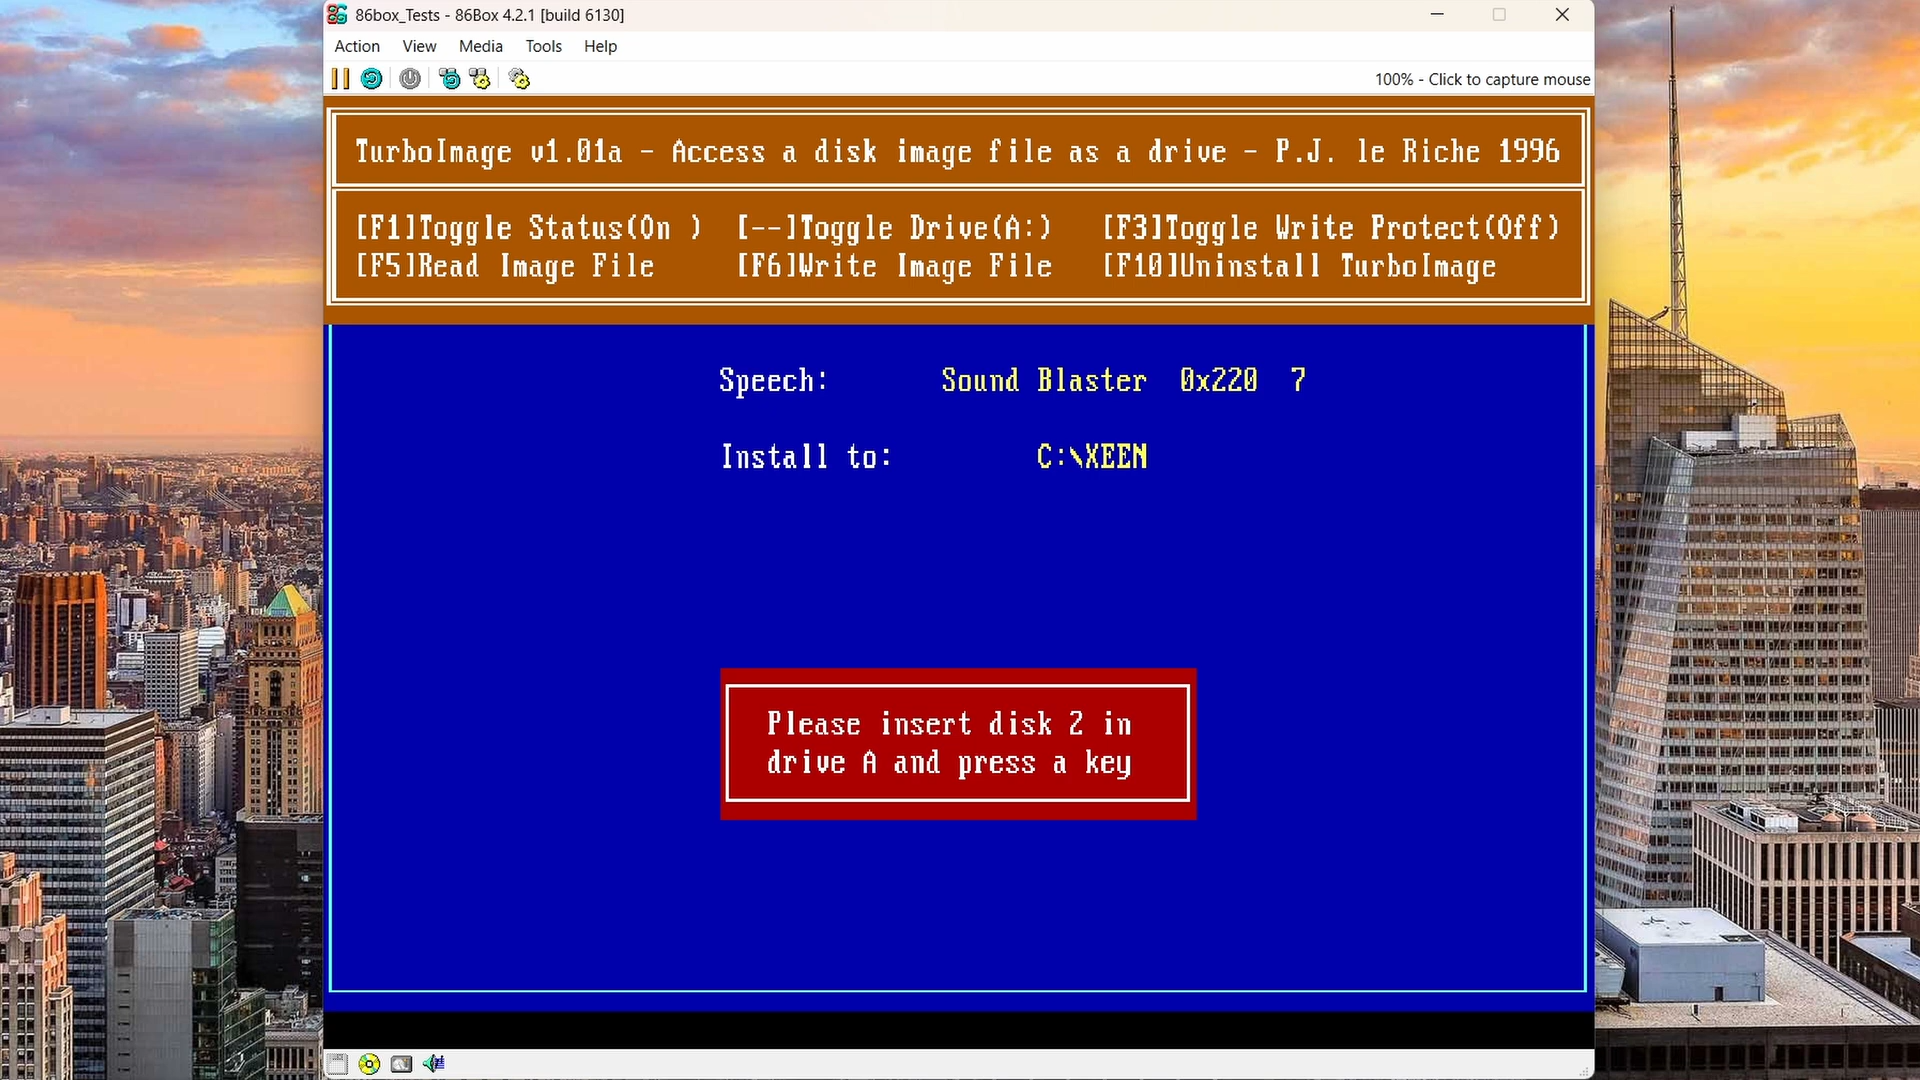 86box_Tests - 86Box 4.2.1 [build 6130]
Action View Media Tools Help
100% - Click to capture mouse
TurboImage v1.01a - Access a disk image file as a drive - P.J. le Riche 1996
[F1]Toggle Status(On ) [--]Toggle Drive(A:) [F3]Toggle Write Protect(Off)
[F5]Read Image File [F6]Write Image File [F10]Uninstall TurboImage
Speech: Sound Blaster 0x220 7
Install to: C:\XEEN
Please insert disk 2 in
drive A and press a key